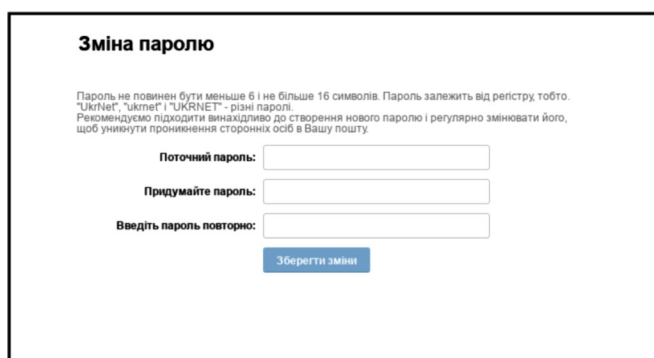 Зміна паролю
Пароль не повинен бути меньше 6 і не більше 16 символів. Пароль залежить від регістру, тобто.
"UkrNet", "ukrnet" і "UKRNET" - різні паролі.
Рекомендуємо підходити винахідливо до створення нового паролю і регулярно змінювати його,
щоб уникнути проникнення сторонніх осіб в Вашу пошту.
Поточний пароль:
Придумайте пароль:
Введіть пароль повторно:
Зберегти зміни